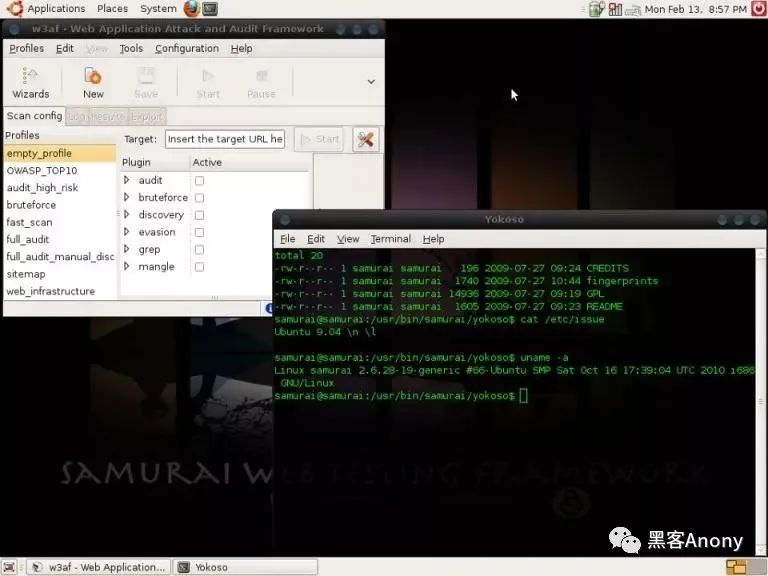 Applications Places System Mon Feb 13, 8:57 PM
w3af - Web Application Attack and Audit Framework
Profiles Edit View Tools Configuration Help
Wizards New Save Start Pause
Scan config Log Results Exploit
Profiles
Target: Insert the target URL he Start
Plugin Active
empty_profile
OWASP_TOP10
audit_high_risk
bruteforce
fast_scan
full_audit
full_audit_manual_disc
sitemap
web_infrastructure
audit
bruteforce
discovery
evasion
grep
mangle
Yokoso
File Edit View Terminal Help
total 20
-rw-r--r-- 1 samurai samurai 196 2009-07-27 09:24 CREDITS
-rw-r--r-- 1 samurai samurai 1740 2009-07-27 10:44 fingerprints
-rw-r--r-- 1 samurai samurai 14936 2009-07-27 09:19 GPL
-rw-r--r-- 1 samurai samurai 1605 2009-07-27 09:23 README
samurai@samurai:/usr/bin/samurai/yokoso$ cat /etc/issue
Ubuntu 9.04 \n \l
samurai@samurai:/usr/bin/samurai/yokoso$ uname -a
Linux samurai 2.6.28-19-generic #66-Ubuntu SMP Sat Oct 16 17:39:04 UTC 2010 i686
GNU/Linux
samurai@samurai:/usr/bin/samurai/yokoso$
SAMURAI WEB TESTING FRAMEWORK
黑客Anony
w3af - Web Application... Yokoso